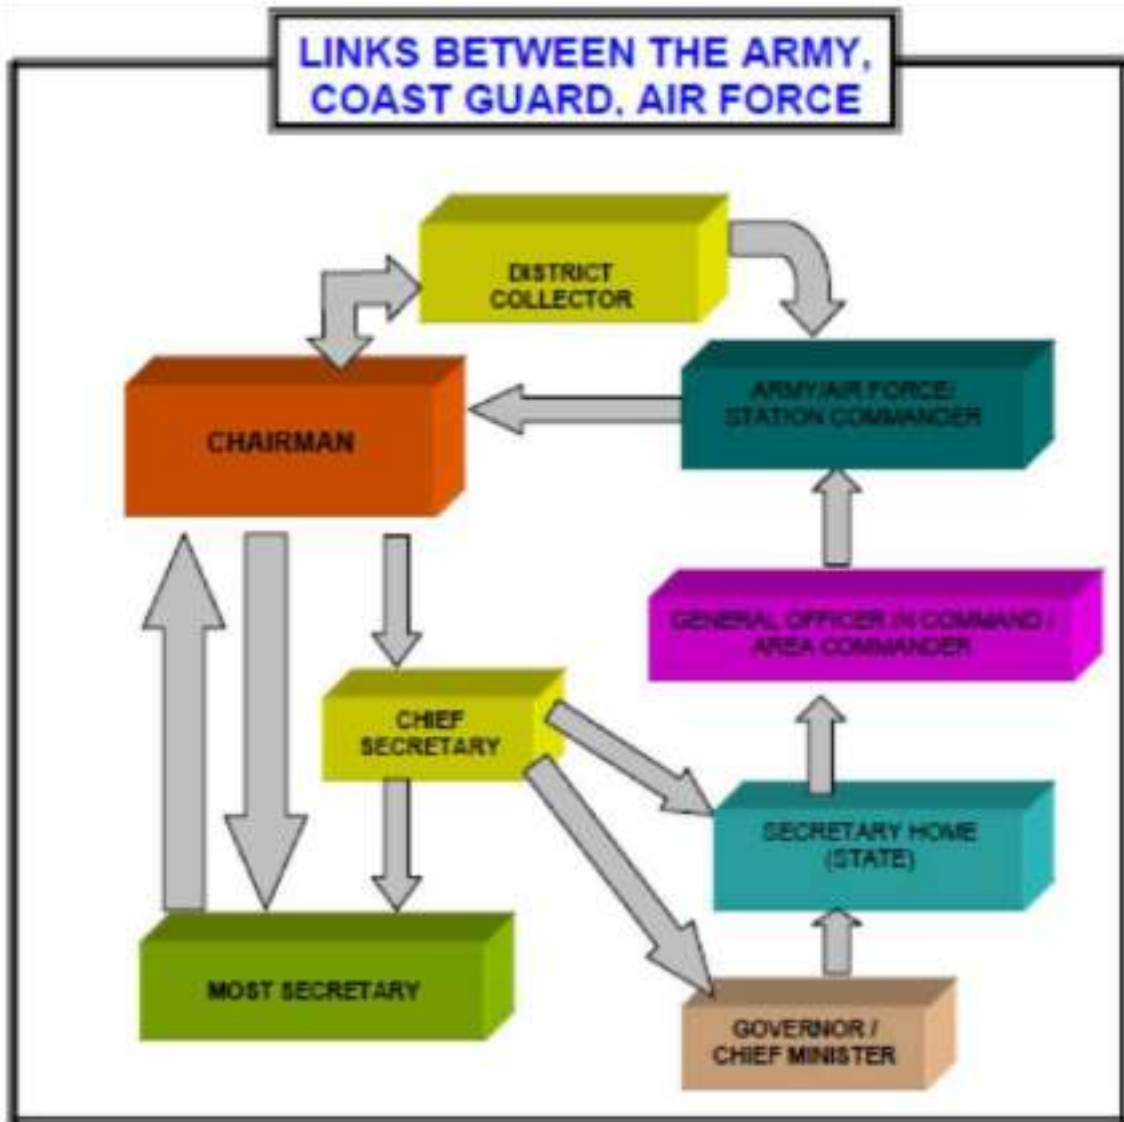 LINKS BETWEEN THE ARMY,
COAST GUARD, AIR FORCE
DISTRICT
COLLECTOR
CHAIRMAN
ARMY/AIR FORCE/
STATION COMMANDER
GENERAL OFFICER IN COMMAND /
AREA COMMANDER
CHIEF
SECRETARY
SECRETARY HOME
(STATE)
MOST SECRETARY
GOVERNOR /
CHIEF MINISTER